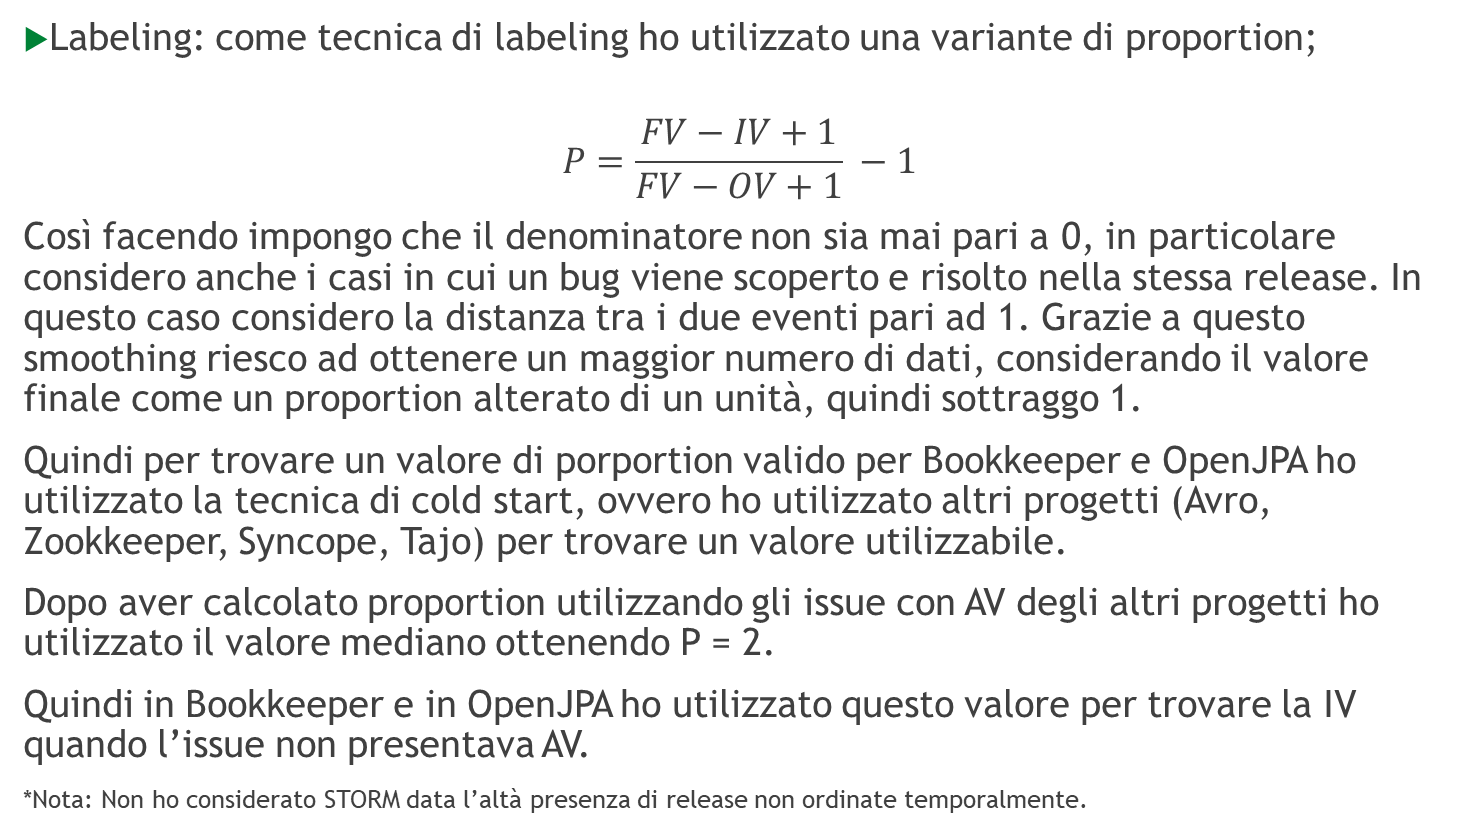 ▶Labeling: come tecnica di labeling ho utilizzato una variante di proportion;
P = \frac{FV − IV + 1}{FV − OV + 1} − 1
Così facendo impongo che il denominatore non sia mai pari a 0, in particolare
considero anche i casi in cui un bug viene scoperto e risolto nella stessa release. In
questo caso considero la distanza tra i due eventi pari ad 1. Grazie a questo
smoothing riesco ad ottenere un maggior numero di dati, considerando il valore
finale come un proportion alterato di un unità, quindi sottraggo 1.
Quindi per trovare un valore di porportion valido per Bookkeeper e OpenJPA ho
utilizzato la tecnica di cold start, ovvero ho utilizzato altri progetti (Avro,
Zookkeeper, Syncope, Tajo) per trovare un valore utilizzabile.
Dopo aver calcolato proportion utilizzando gli issue con AV degli altri progetti ho
utilizzato il valore mediano ottenendo P = 2.
Quindi in Bookkeeper e in OpenJPA ho utilizzato questo valore per trovare la IV
quando l’issue non presentava AV.
*Nota: Non ho considerato STORM data l’altà presenza di release non ordinate temporalmente.